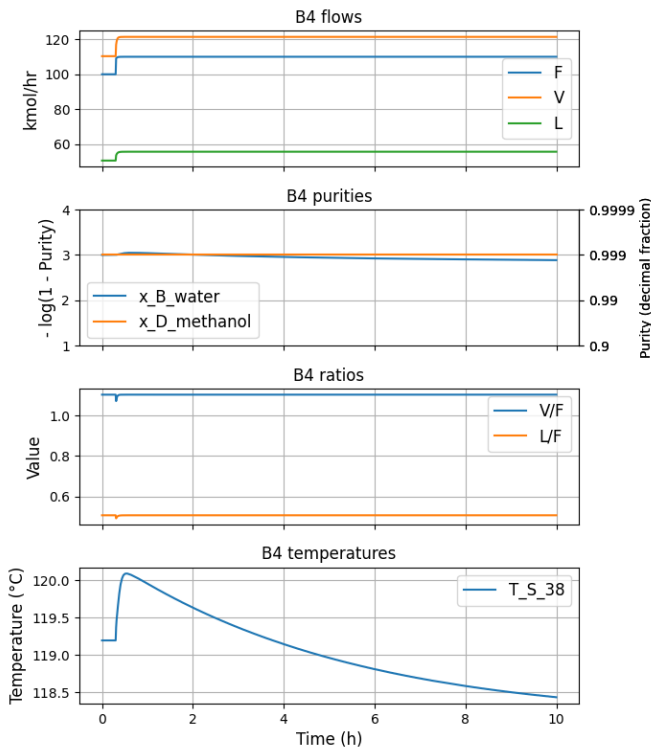 B4 flows
kmol/hr
120
100
80
60
F
V
L
B4 purities
- log(1 - Purity)
4
3
2
1
x_B_water
x_D_methanol
0.9999
0.999
0.99
0.9
Purity (decimal fraction)
B4 ratios
Value
1.0
0.8
0.6
V/F
L/F
B4 temperatures
Temperature (°C)
120.0
119.5
119.0
118.5
T_S_38
0 2 4 6 8 10
Time (h)